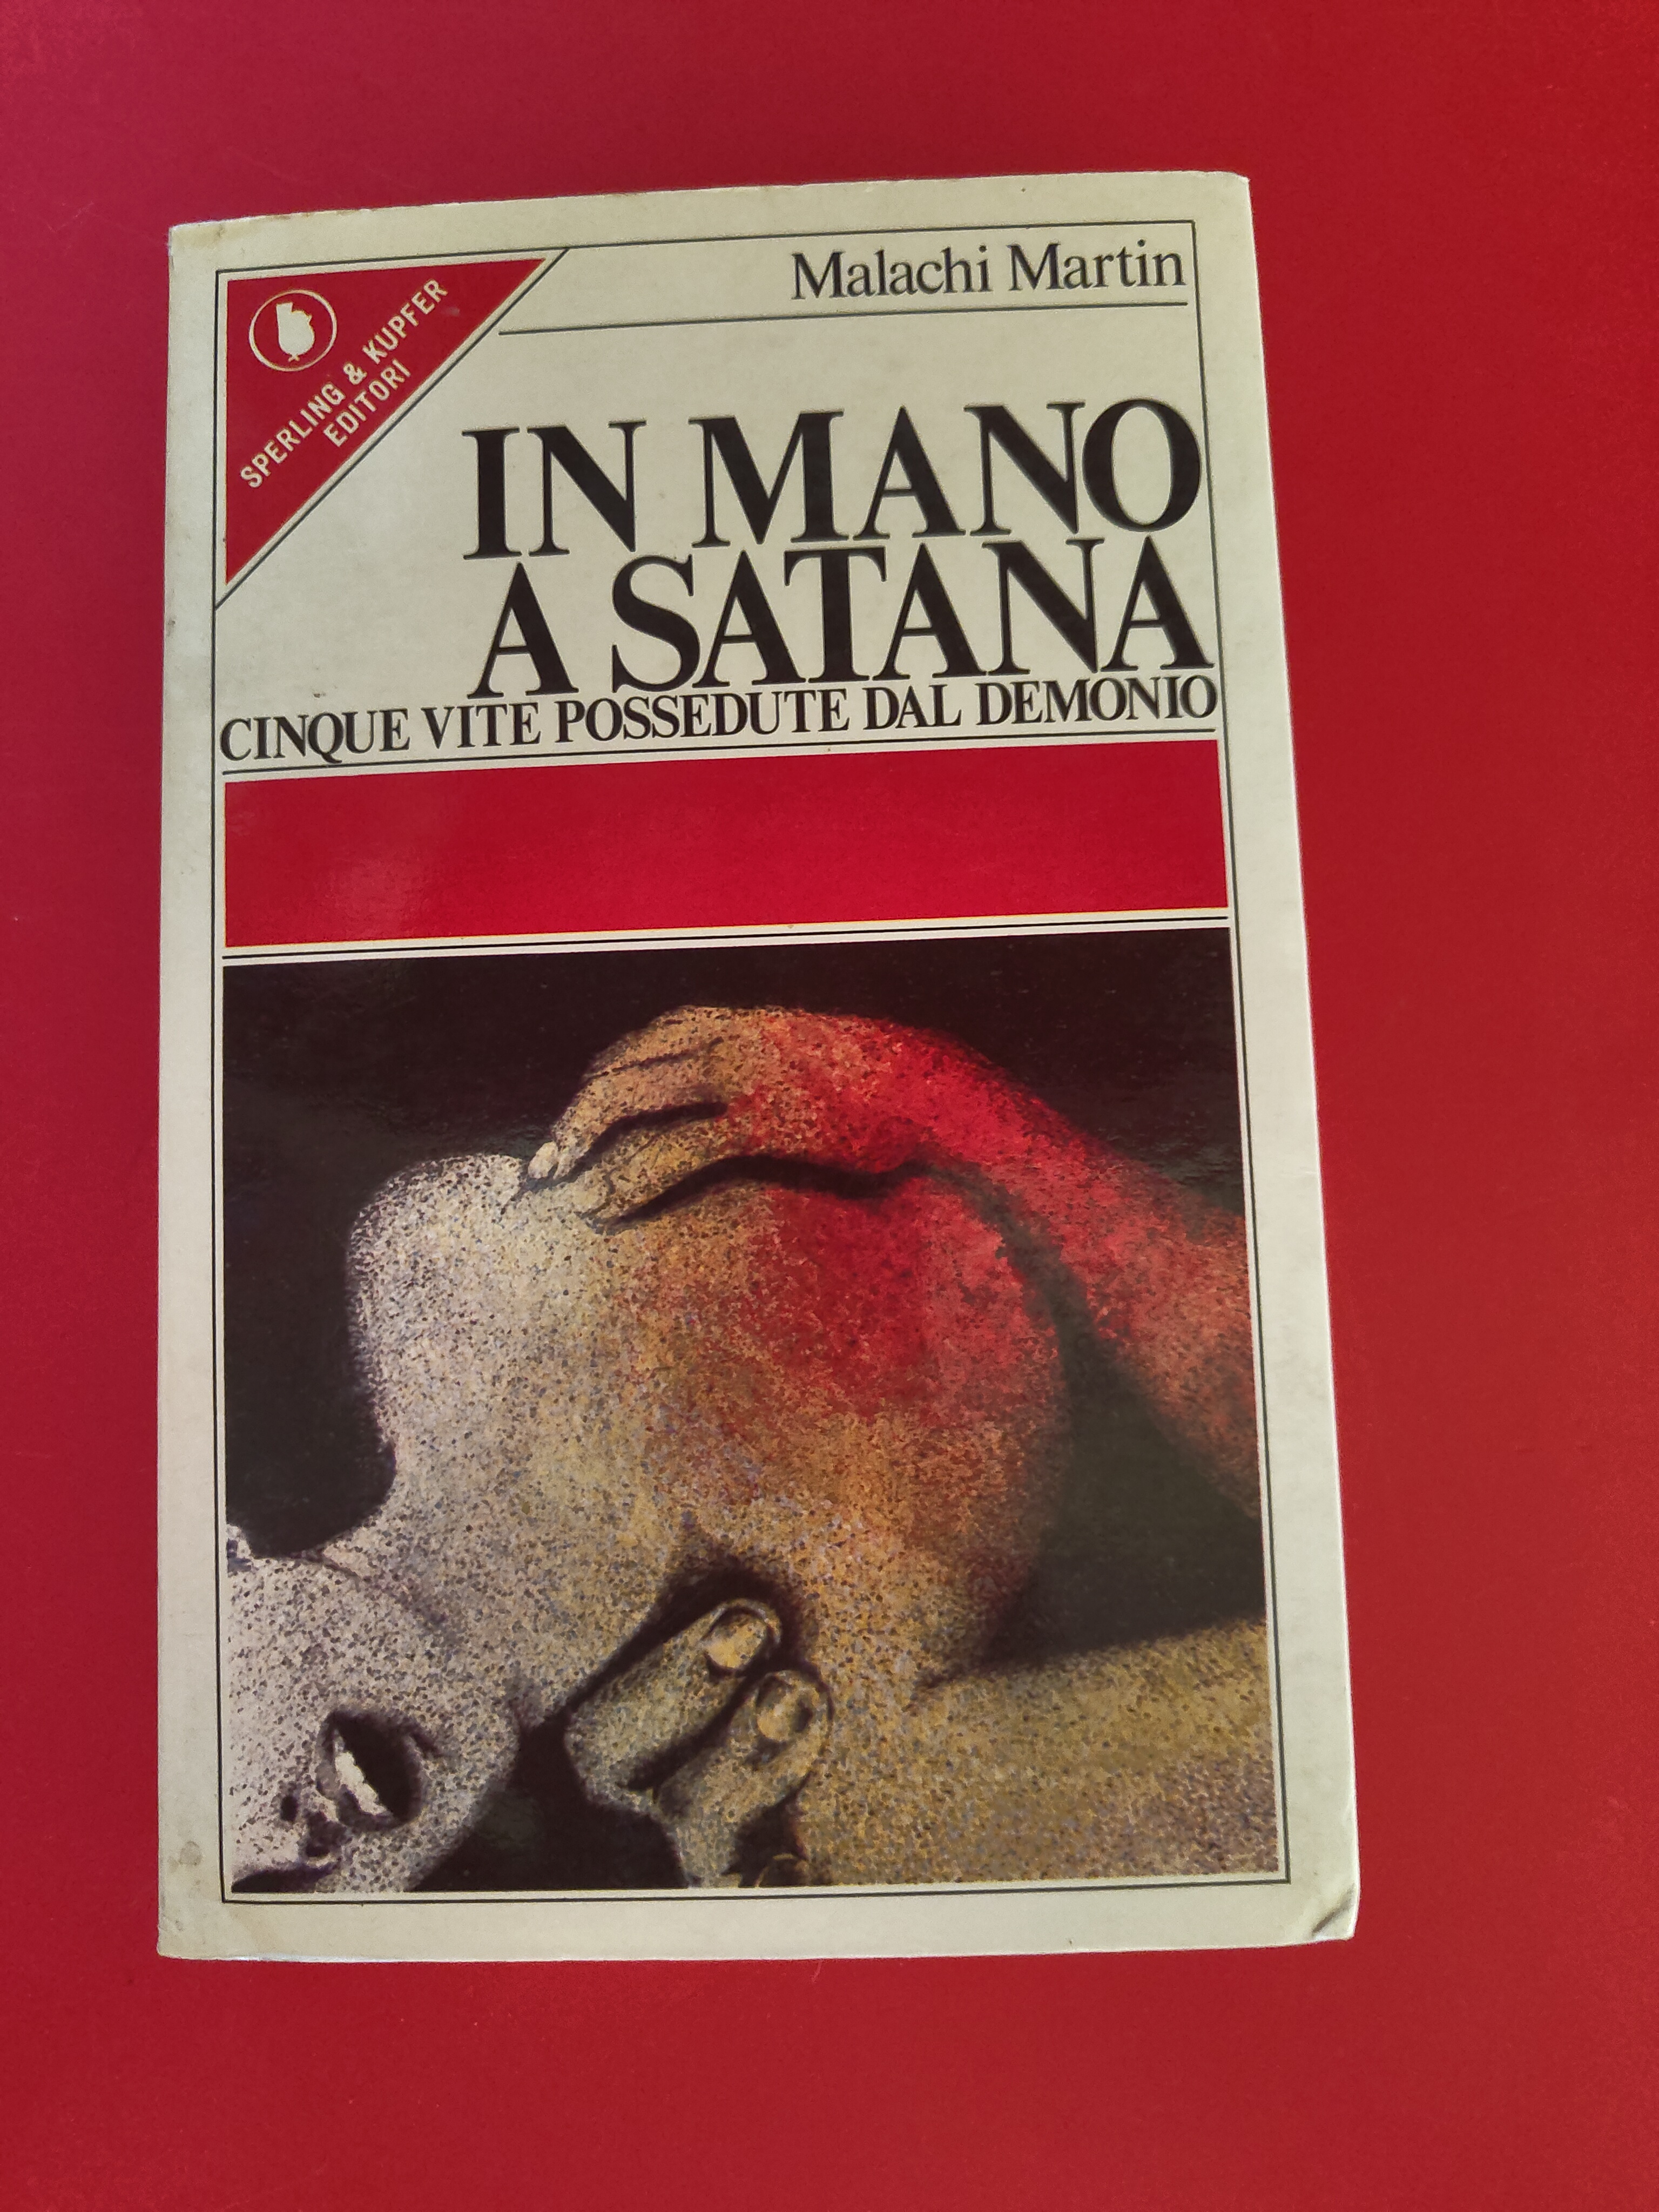 Malachi Martin
SPERLING & KUPFER
EDITORI
IN MANO
A SATANA
CINQUE VITE POSSEDUTE DAL DEMONIO